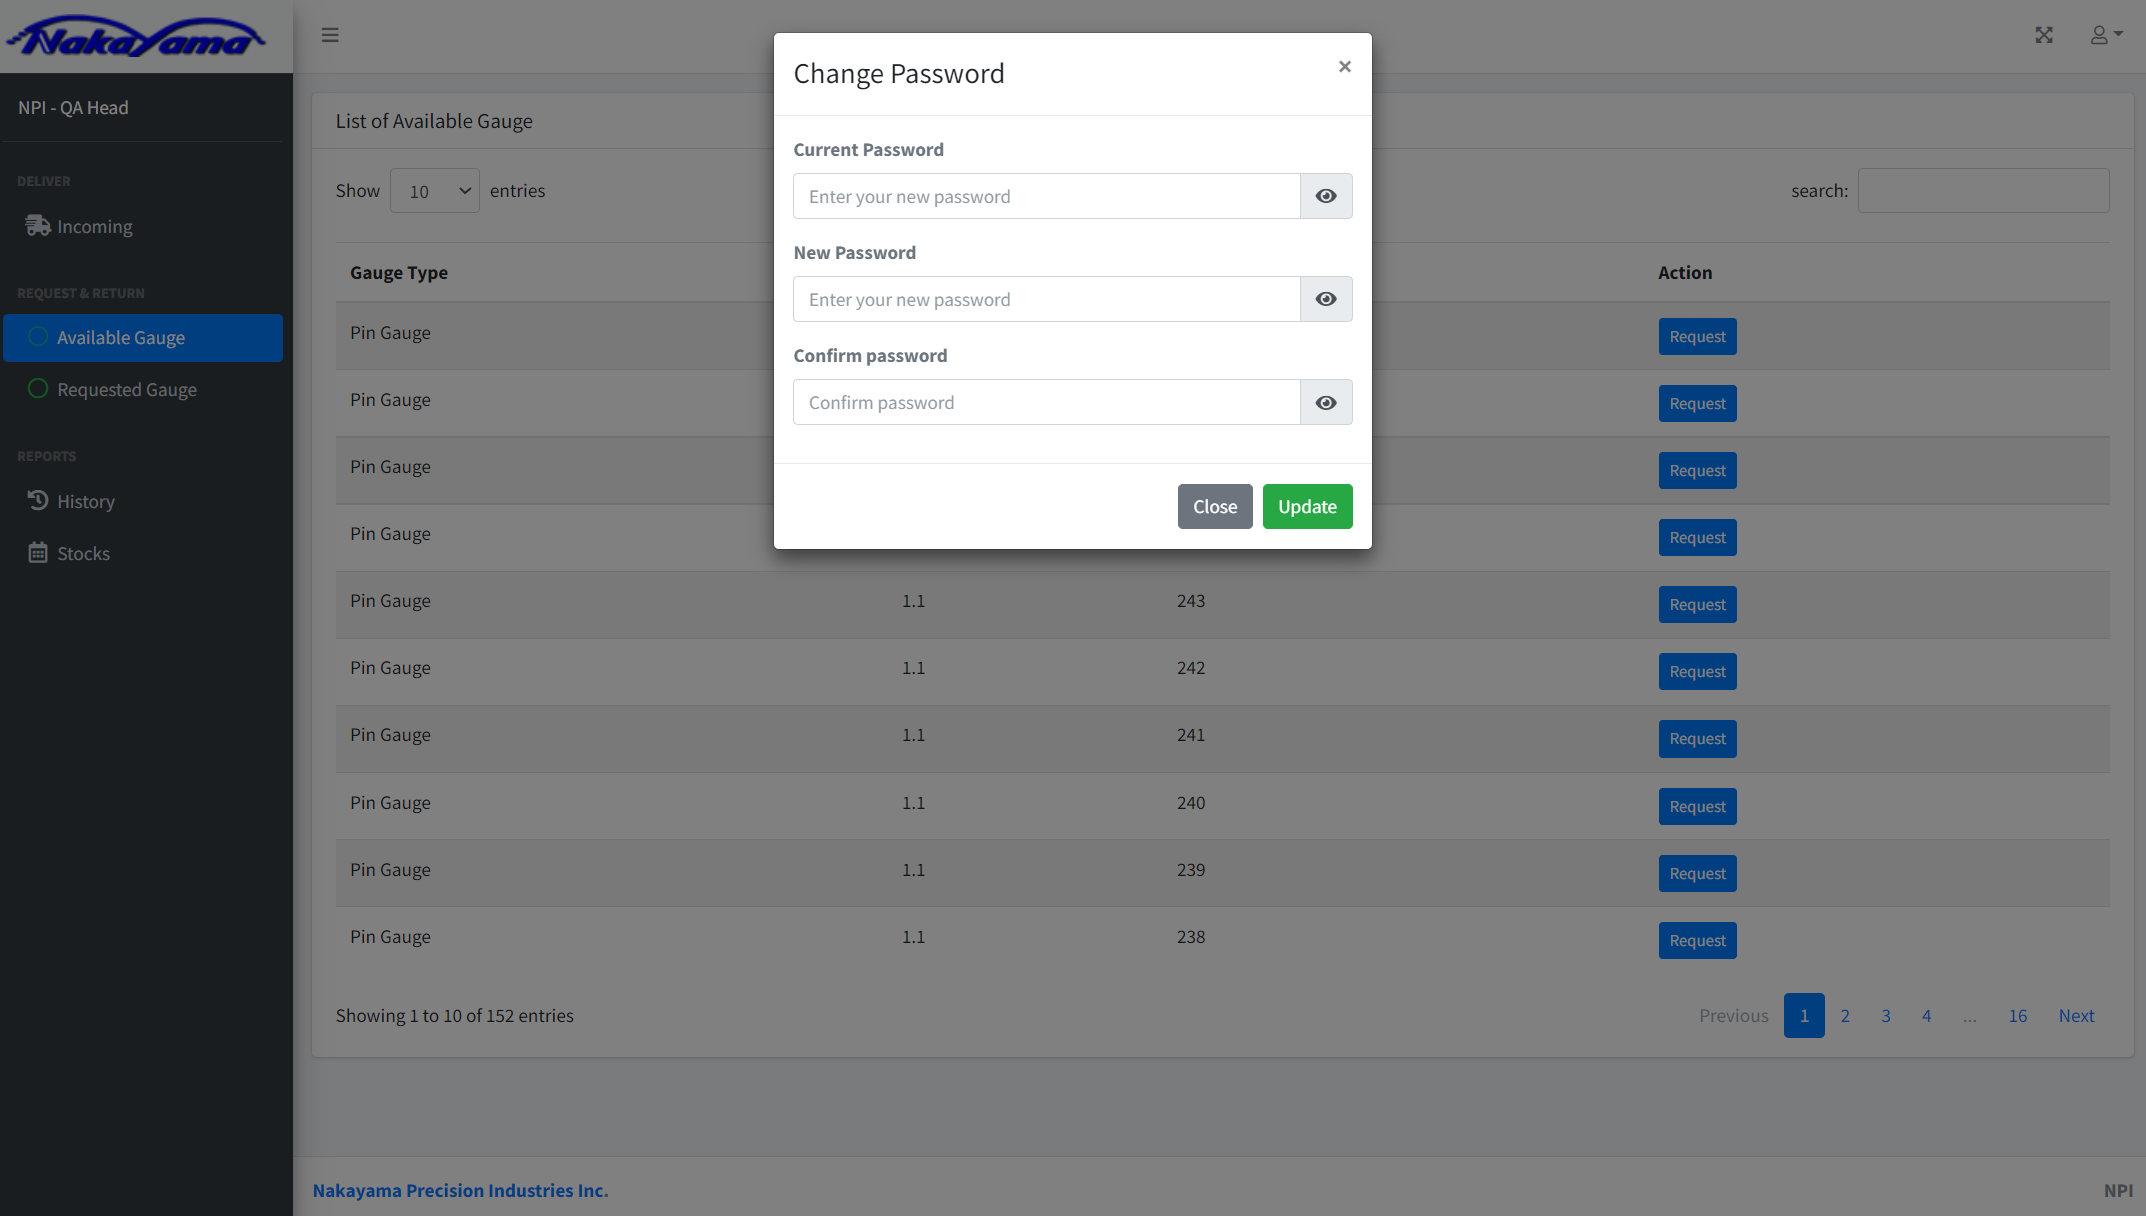 Nakayama
NPI - QA Head
DELIVER
Incoming
REQUEST & RETURN
Available Gauge
Requested Gauge
REPORTS
History
Stocks
List of Available Gauge
Show 10 entries
search:
Gauge Type Action
Pin Gauge Request
Pin Gauge Request
Pin Gauge Request
Pin Gauge Request
Pin Gauge 1.1 243 Request
Pin Gauge 1.1 242 Request
Pin Gauge 1.1 241 Request
Pin Gauge 1.1 240 Request
Pin Gauge 1.1 239 Request
Pin Gauge 1.1 238 Request
Showing 1 to 10 of 152 entries
Previous 1 2 3 4 ... 16 Next
Change Password ×
Current Password
Enter your new password
New Password
Enter your new password
Confirm password
Confirm password
Close Update
Nakayama Precision Industries Inc.
NPI